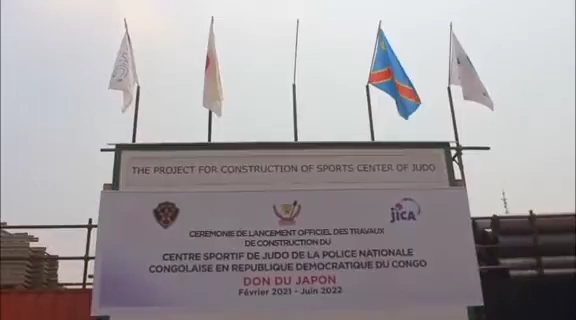 THE PROJECT FOR CONSTRUCTION OF SPORTS CENTER OF JUDO
jica
CEREMONIE DE LANCEMENT OFFICIEL DES TRAVAUX
DE CONSTRUCTION DU
CENTRE SPORTIF DE JUDO DE LA POLICE NATIONALE
CONGOLAISE EN REPUBLIQUE DEMOCRATIQUE DU CONGO
DON DU JAPON
Février 2021 - Juin 2022